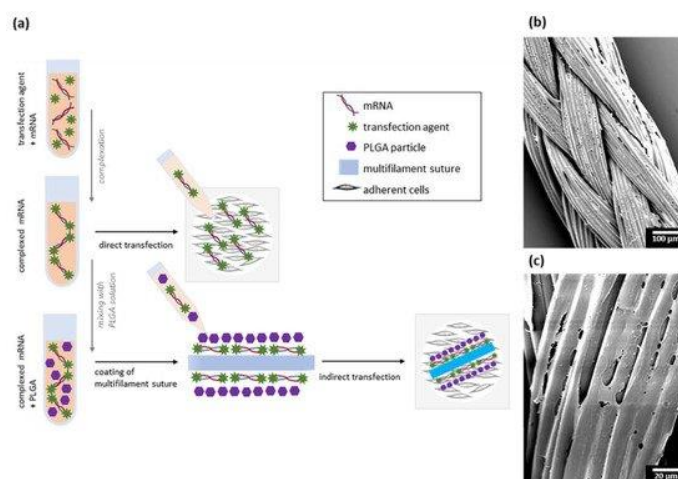 (a)
transfection agent
+ mRNA
complexation
complexed mRNA
direct transfection
mixing with
PLGA solution
complexed mRNA
+ PLGA
coating of
multifilament suture
indirect transfection
mRNA
transfection agent
PLGA particle
multifilament suture
adherent cells
(b)
100 µm
(c)
20 µm